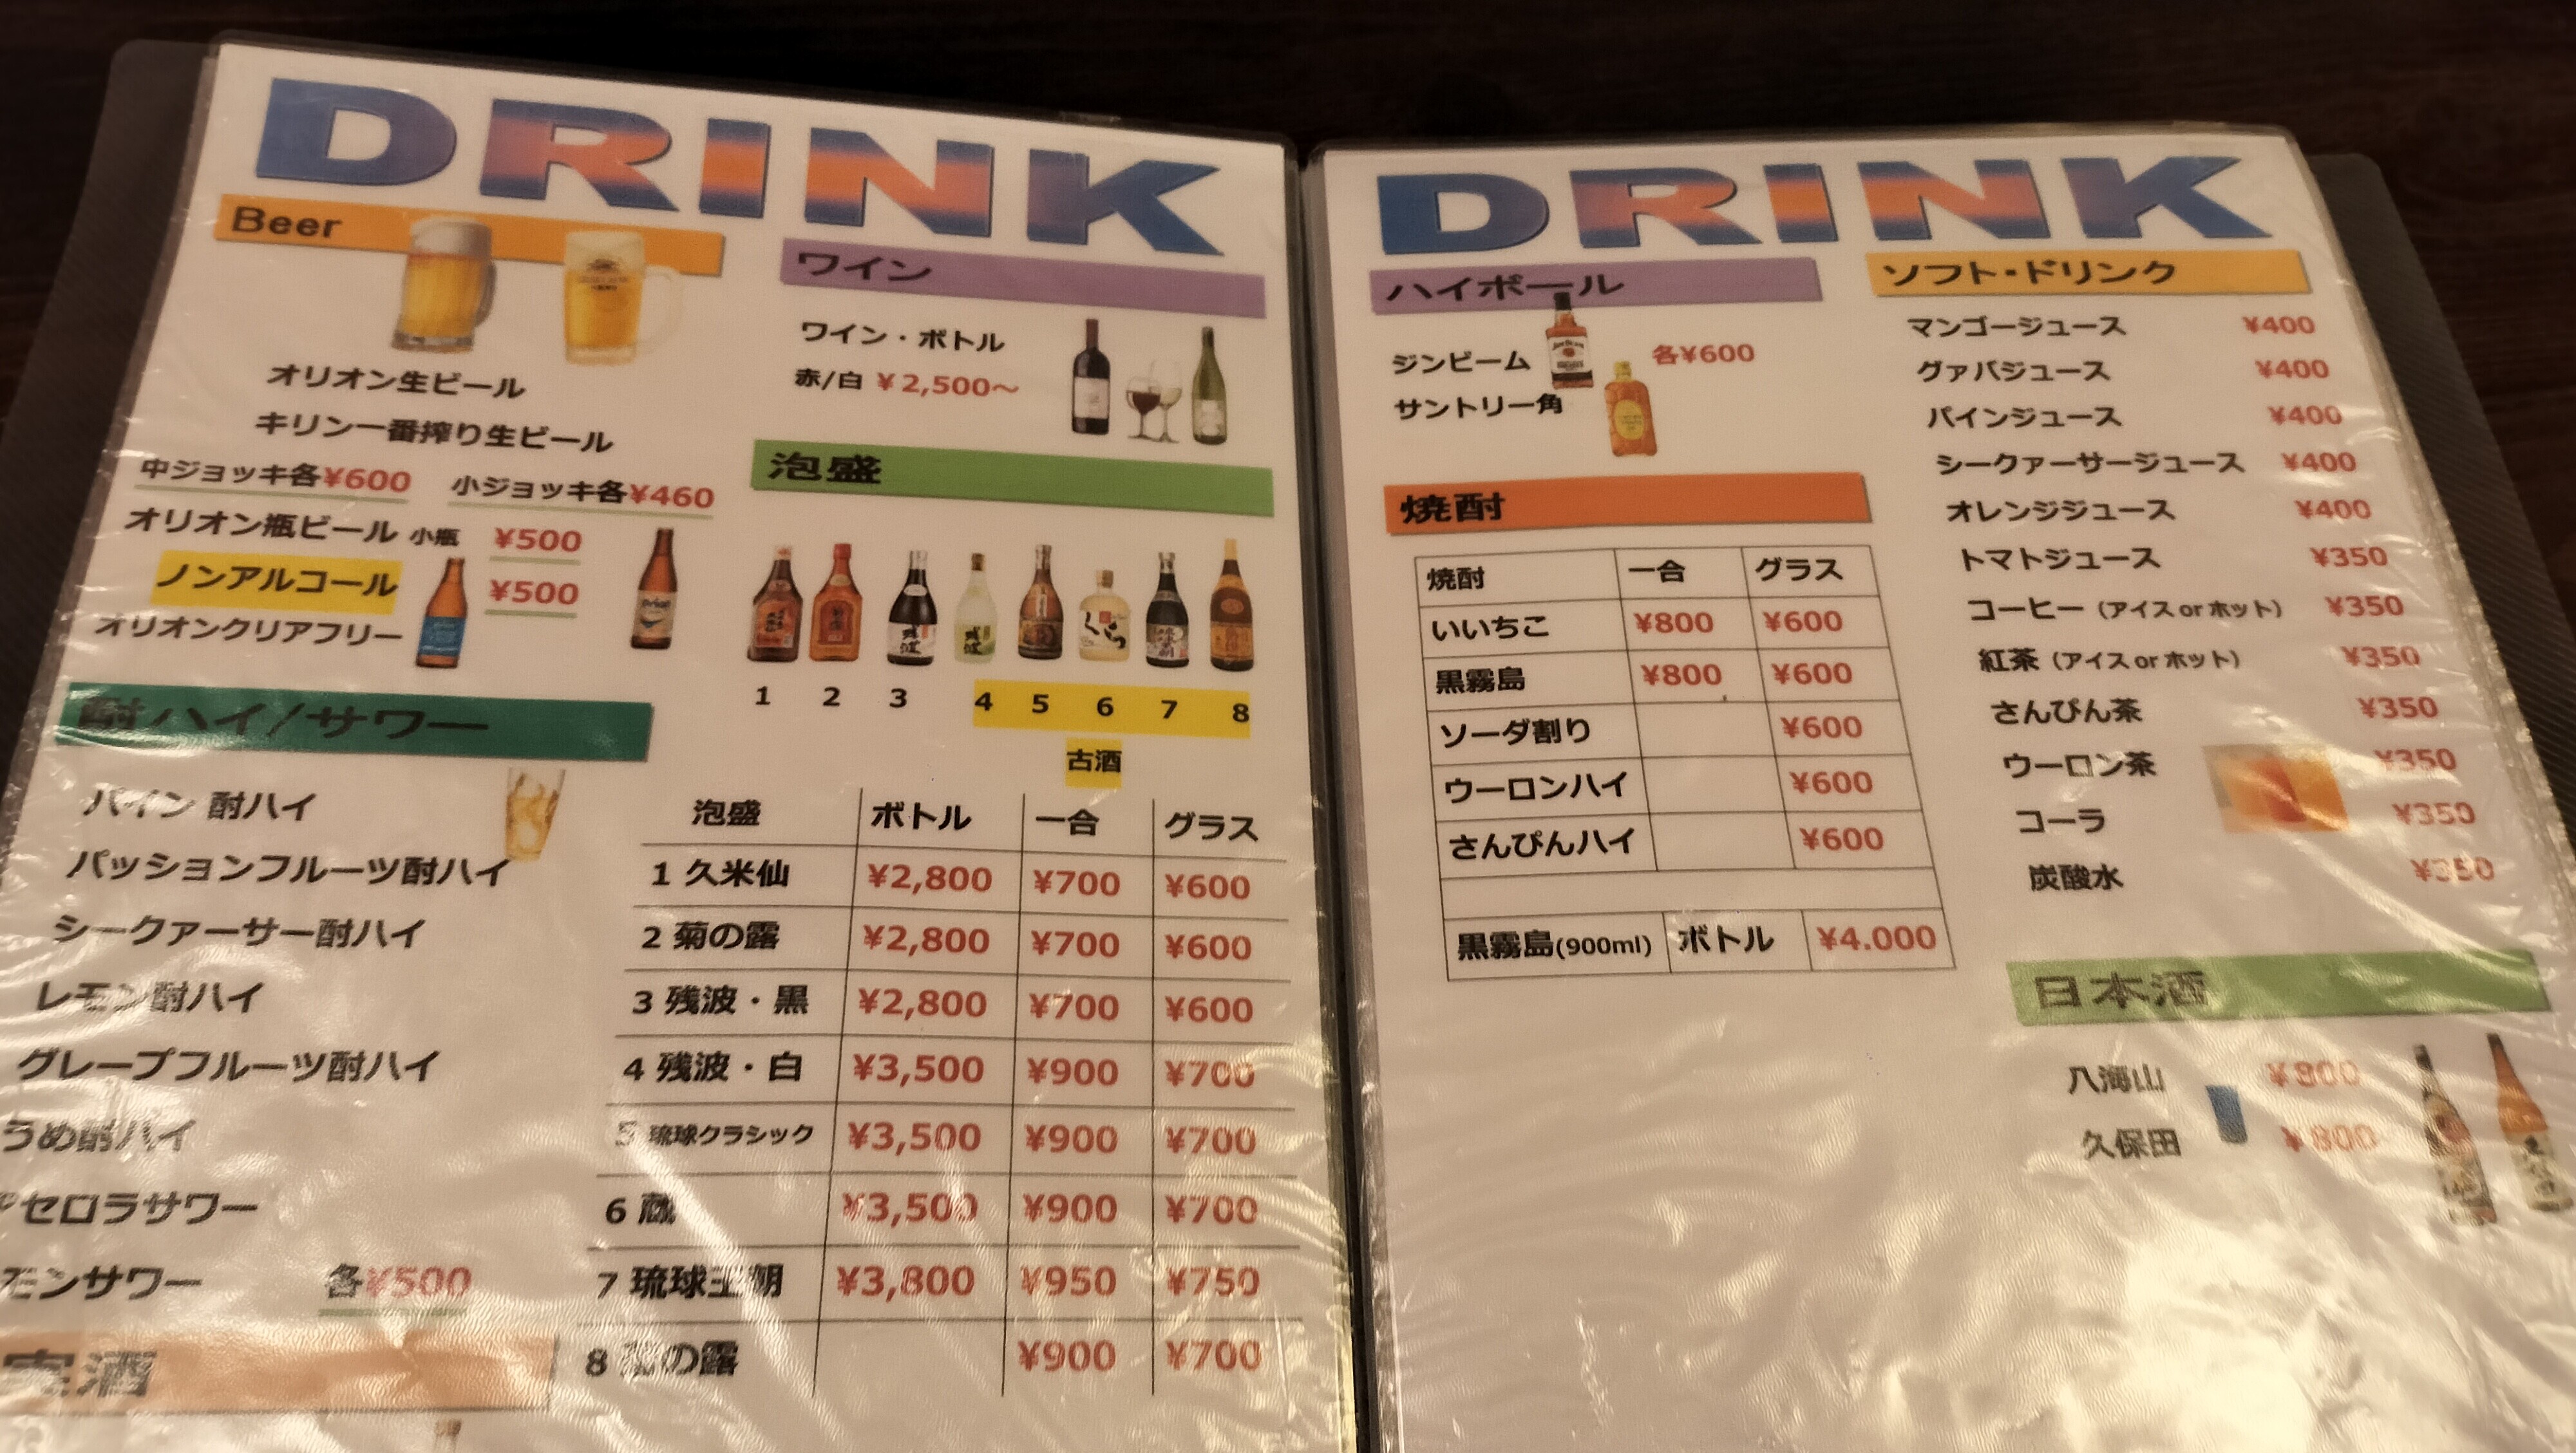 DRINK
Beer
オリオン生ビール
キリン一番搾り生ビール
中ジョッキ各¥600 小ジョッキ各¥460
オリオン瓶ビール 小瓶 ¥500
ノンアルコール ¥500
オリオンクリアフリー
酎ハイ/サワー
パイン 酎ハイ
パッションフルーツ酎ハイ
シークァーサー酎ハイ
レモン酎ハイ
グレープフルーツ酎ハイ
うめ酎ハイ
セロラサワー
モンサワー 各¥500
実酒
ワイン
ワイン・ボトル
赤/白 ¥2,500～
泡盛
1 2 3 4 5 6 7 8
古酒
泡盛 ボトル 一合 グラス
1 久米仙 ¥2,800 ¥700 ¥600
2 菊の露 ¥2,800 ¥700 ¥600
3 残波・黒 ¥2,800 ¥700 ¥600
4 残波・白 ¥3,500 ¥900 ¥700
5 琉球クラシック ¥3,500 ¥900 ¥700
6 蔵 ¥3,500 ¥900 ¥700
7 琉球王朝 ¥3,800 ¥950 ¥750
8 菊の露 ¥900 ¥700
DRINK
ハイボール
ジンビーム 各¥600
サントリー角
焼酎
焼酎 一合 グラス
いいちこ ¥800 ¥600
黒霧島 ¥800 ¥600
ソーダ割り ¥600
ウーロンハイ ¥600
さんぴんハイ ¥600
黒霧島(900ml) ボトル ¥4.000
ソフト・ドリンク
マンゴージュース ¥400
グァバジュース ¥400
パインジュース ¥400
シークァーサージュース ¥400
オレンジジュース ¥400
トマトジュース ¥350
コーヒー（アイス or ホット） ¥350
紅茶（アイス or ホット） ¥350
さんぴん茶 ¥350
ウーロン茶 ¥350
コーラ ¥350
炭酸水 ¥350
日本酒
八海山 ¥800
久保田 ¥800